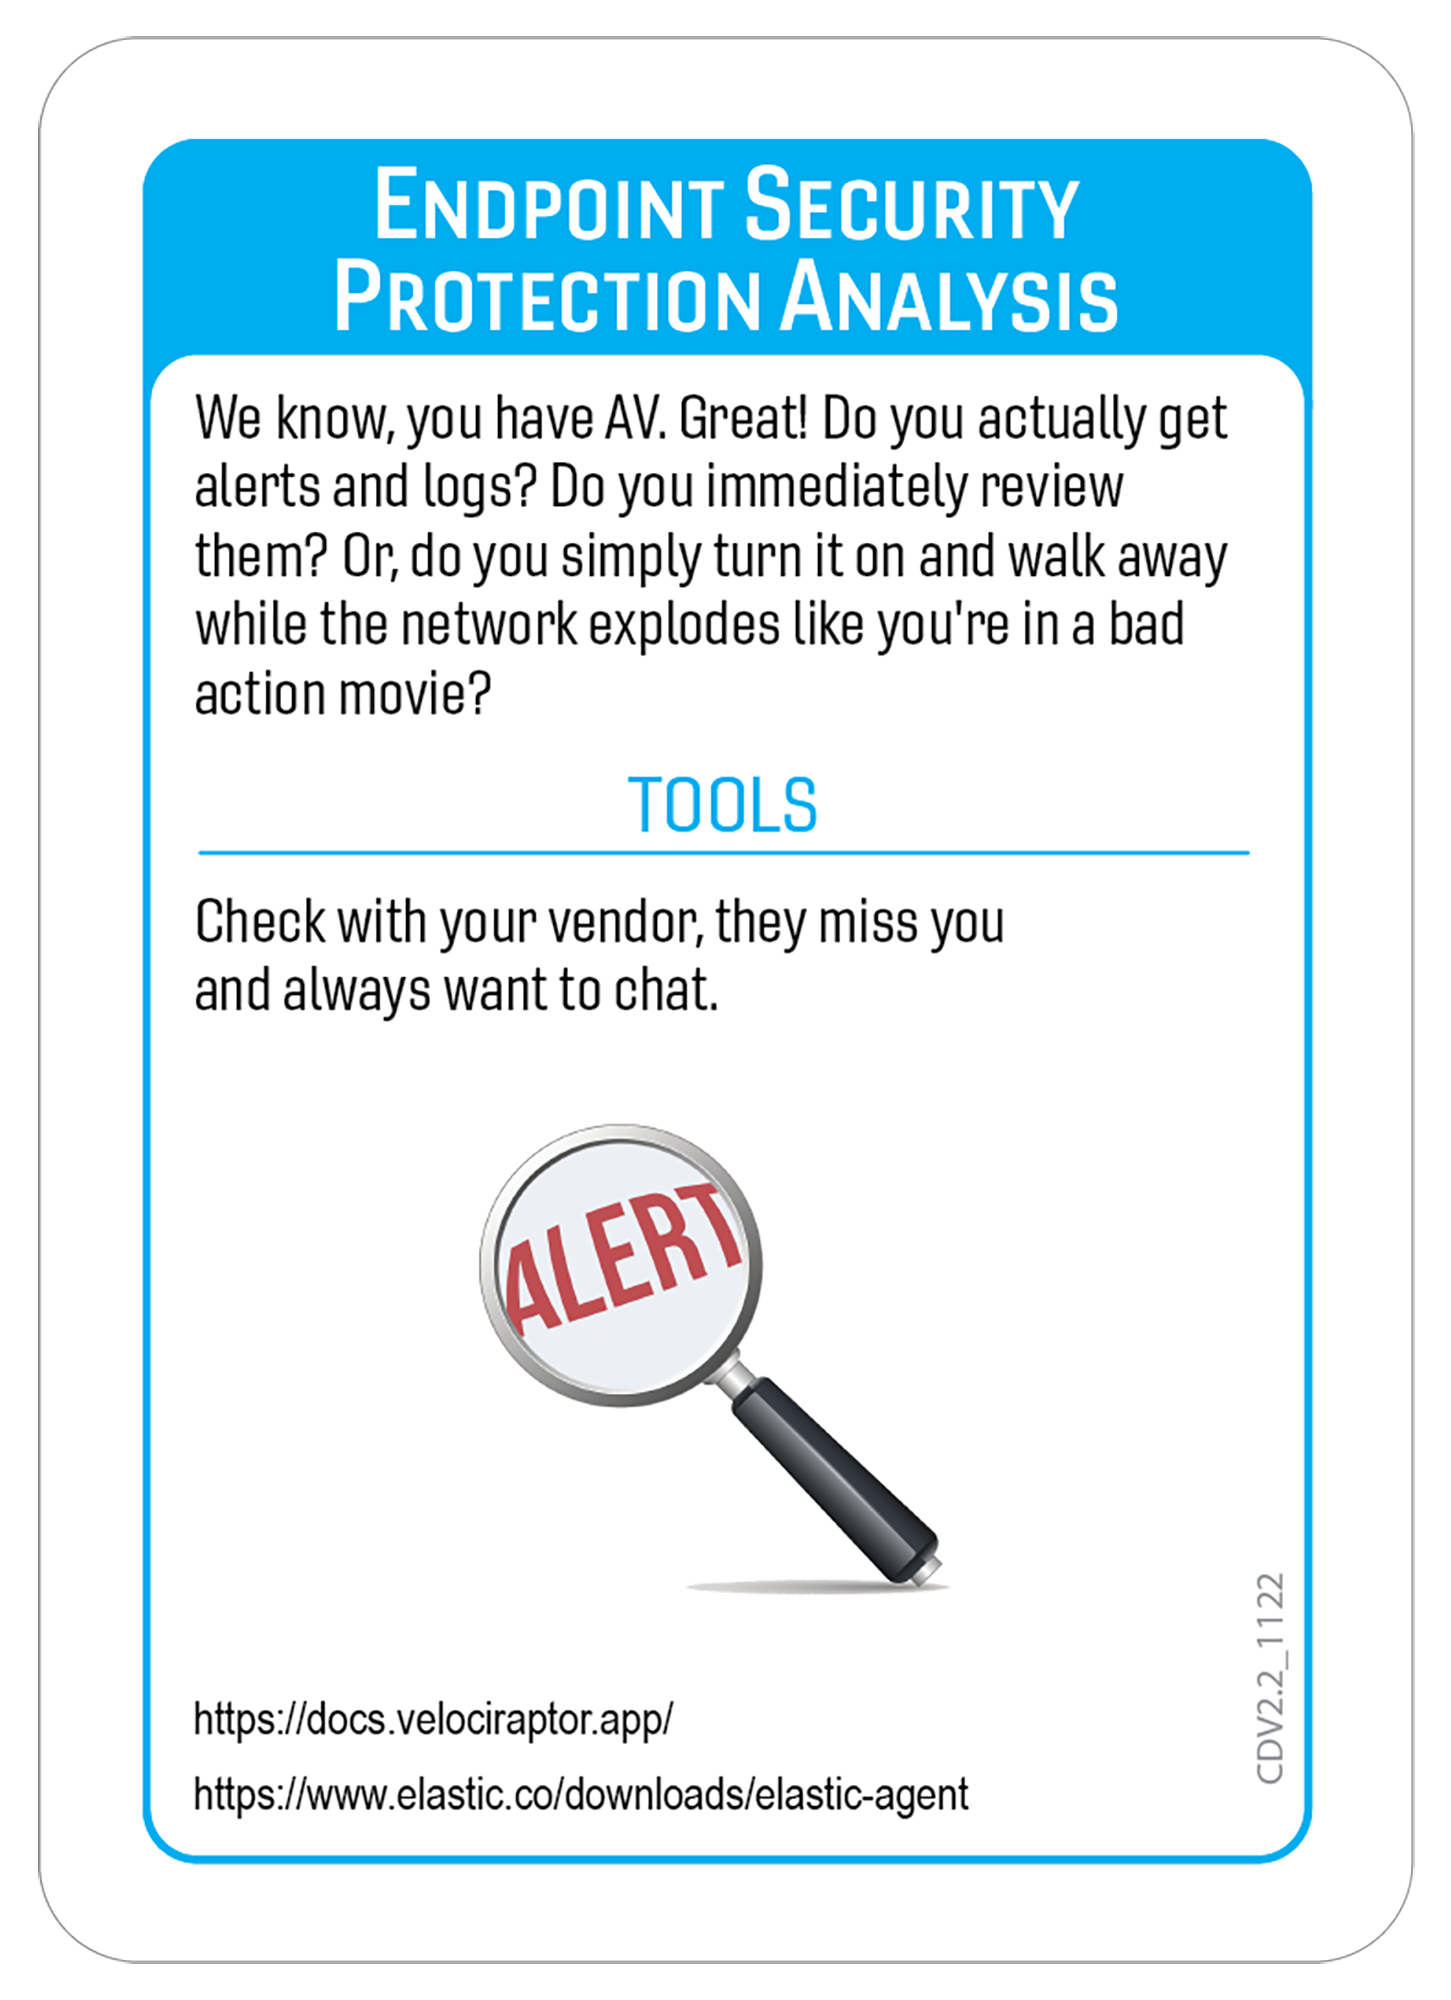 ENDPOINT SECURITY
PROTECTION ANALYSIS
We know, you have AV. Great! Do you actually get
alerts and logs? Do you immediately review
them? Or, do you simply turn it on and walk away
while the network explodes like you're in a bad
action movie?
TOOLS
Check with your vendor, they miss you
and always want to chat.
ALERT
https://docs.velociraptor.app/
https://www.elastic.co/downloads/elastic-agent
CDV2.2_1122